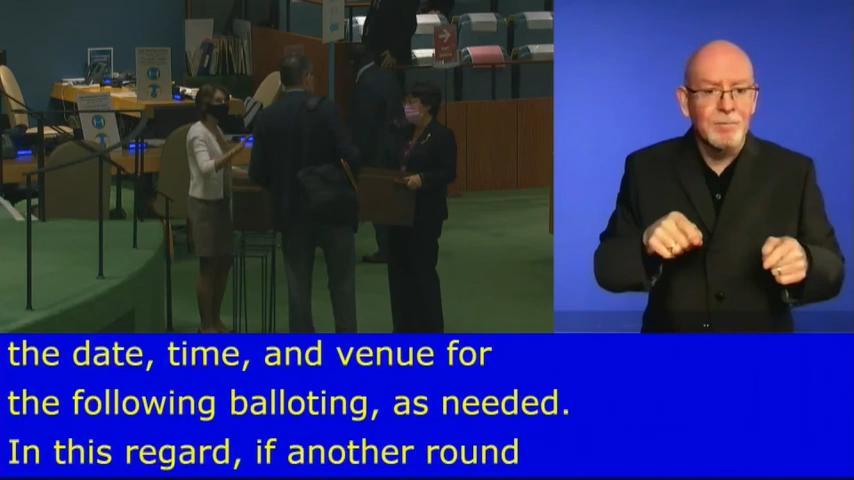 the date, time, and venue for
the following balloting, as needed.
In this regard, if another round